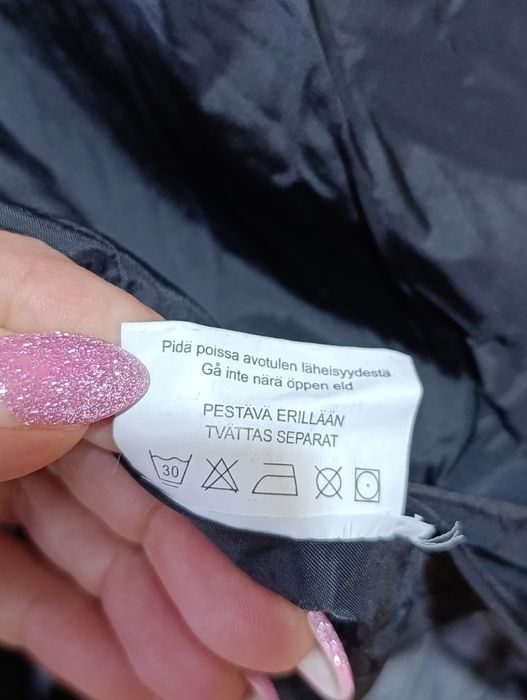 Pidä poissa avotulen läheisyydestä
Gå inte nära öppen eld
PESTÄVÄ ERILLÄÄN
TVÄTTAS SEPARAT
30